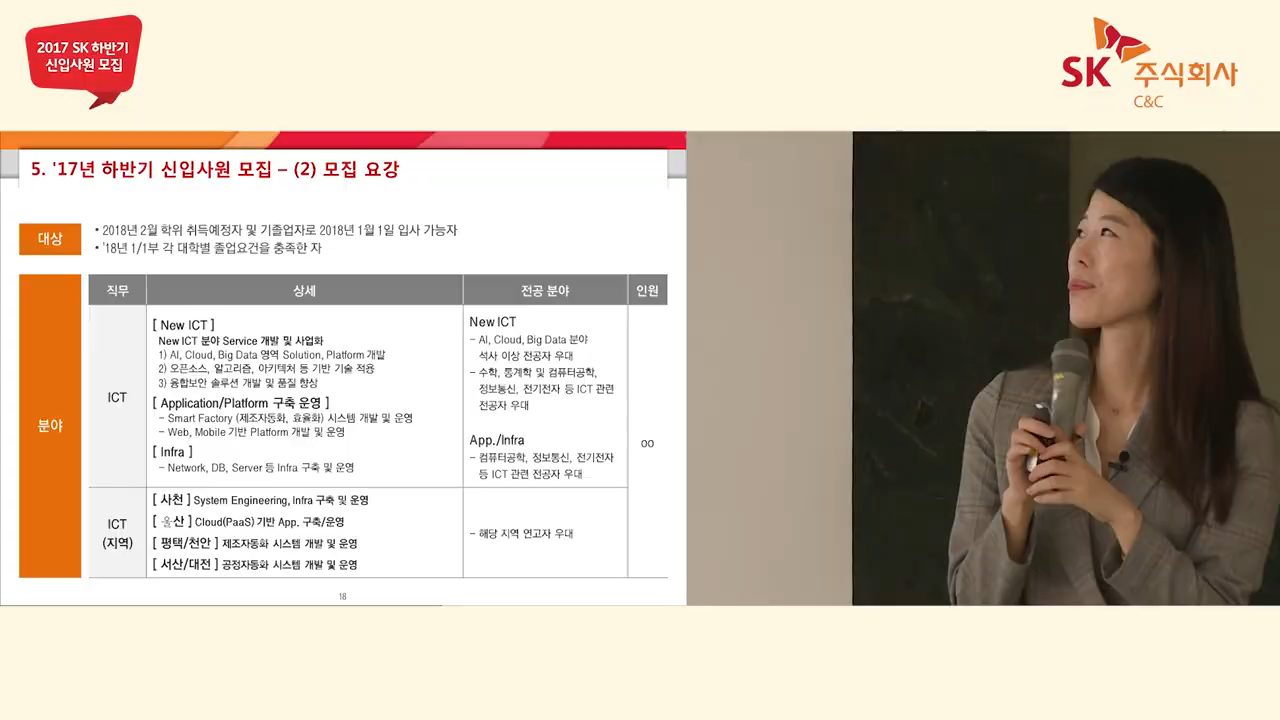 2017 SK 하반기
신입사원 모집
SK 주식회사
C&C
5. '17년 하반기 신입사원 모집 – (2) 모집 요강
대상
• 2018년 2월 학위 취득예정자 및 기졸업자로 2018년 1월 1일 입사 가능자
• '18년 1/1부 각 대학별 졸업요건을 충족한 자
분야
직무
상세
전공 분야
인원
ICT
[ New ICT ]
New ICT 분야 Service 개발 및 사업화
1) AI, Cloud, Big Data 영역 Solution, Platform 개발
2) 오픈소스, 알고리즘, 아키텍처 등 기반 기술 적용
3) 융합보안 솔루션 개발 및 품질 향상
[ Application/Platform 구축 운영 ]
– Smart Factory (제조자동화, 효율화) 시스템 개발 및 운영
– Web, Mobile 기반 Platform 개발 및 운영
[ Infra ]
– Network, DB, Server 등 Infra 구축 및 운영
New ICT
– AI, Cloud, Big Data 분야
석사 이상 전공자 우대
– 수학, 통계학 및 컴퓨터공학,
정보통신, 전기전자 등 ICT 관련
전공자 우대
App./Infra
– 컴퓨터공학, 정보통신, 전기전자
등 ICT 관련 전공자 우대
00
ICT
(지역)
[ 사천 ] System Engineering, Infra 구축 및 운영
[ 울산 ] Cloud(PaaS) 기반 App. 구축/운영
[ 평택/천안 ] 제조자동화 시스템 개발 및 운영
[ 서산/대전 ] 공정자동화 시스템 개발 및 운영
– 해당 지역 연고자 우대
18